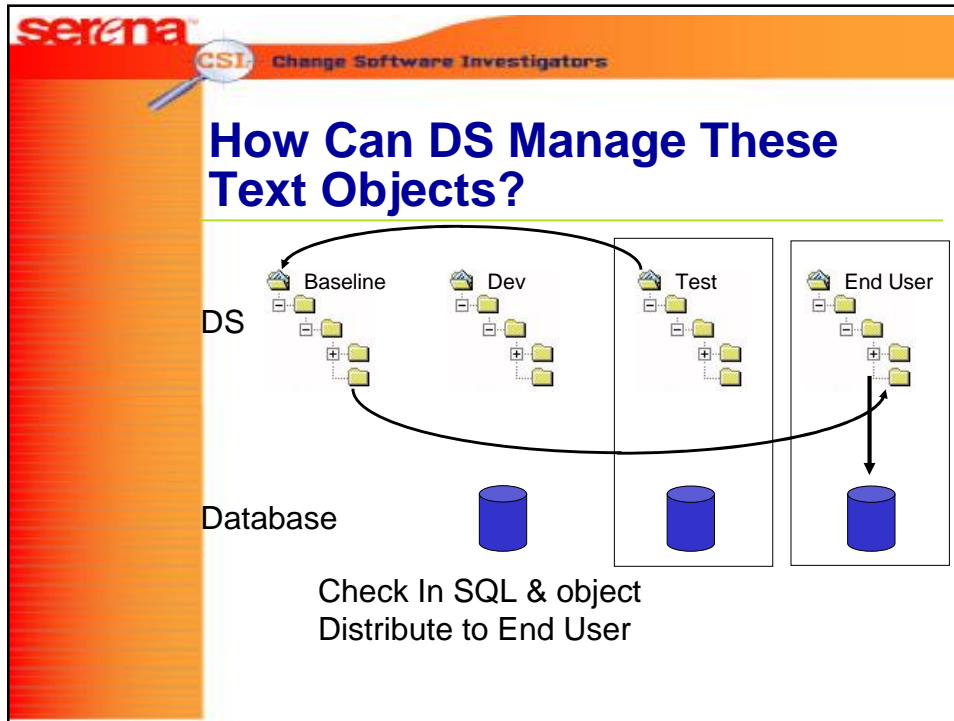 serena
CSI Change Software Investigators
How Can DS Manage These
Text Objects?
Baseline Dev Test End User
DS
Database
Check In SQL & object
Distribute to End User